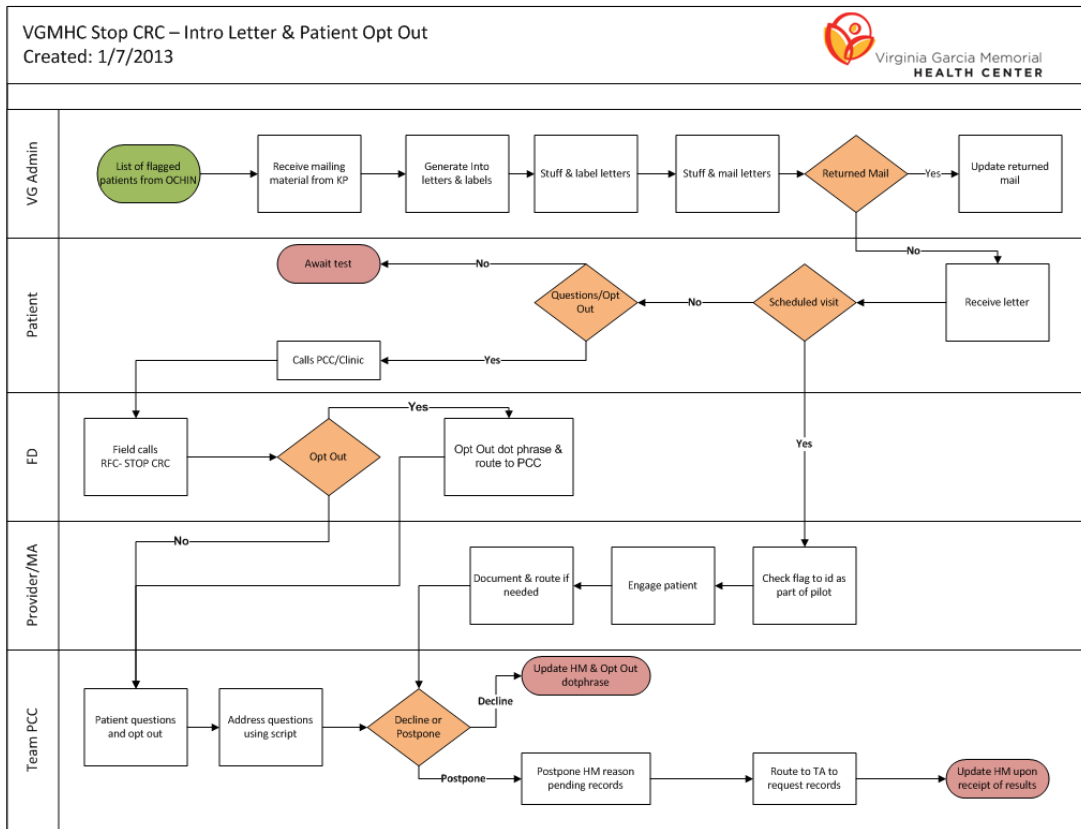 VGMHC Stop CRC – Intro Letter & Patient Opt Out
Created: 1/7/2013
Virginia Garcia Memorial
HEALTH CENTER
VG Admin
List of flagged
patients from OCHIN
Receive mailing
material from KP
Generate Into
letters & labels
Stuff & label letters
Stuff & mail letters
Returned Mail
Yes
Update returned
mail
No
Patient
Await test
No
Questions/Opt
Out
No
Scheduled visit
Receive letter
Calls PCC/Clinic
Yes
Yes
FD
Field calls
RFC- STOP CRC
Opt Out
Yes
Opt Out dot phrase &
route to PCC
No
Provider/MA
Document & route if
needed
Engage patient
Check flag to id as
part of pilot
Team PCC
Patient questions
and opt out
Address questions
using script
Decline or
Postpone
Decline
Update HM & Opt Out
dotphrase
Postpone
Postpone HM reason
pending records
Route to TA to
request records
Update HM upon
receipt of results